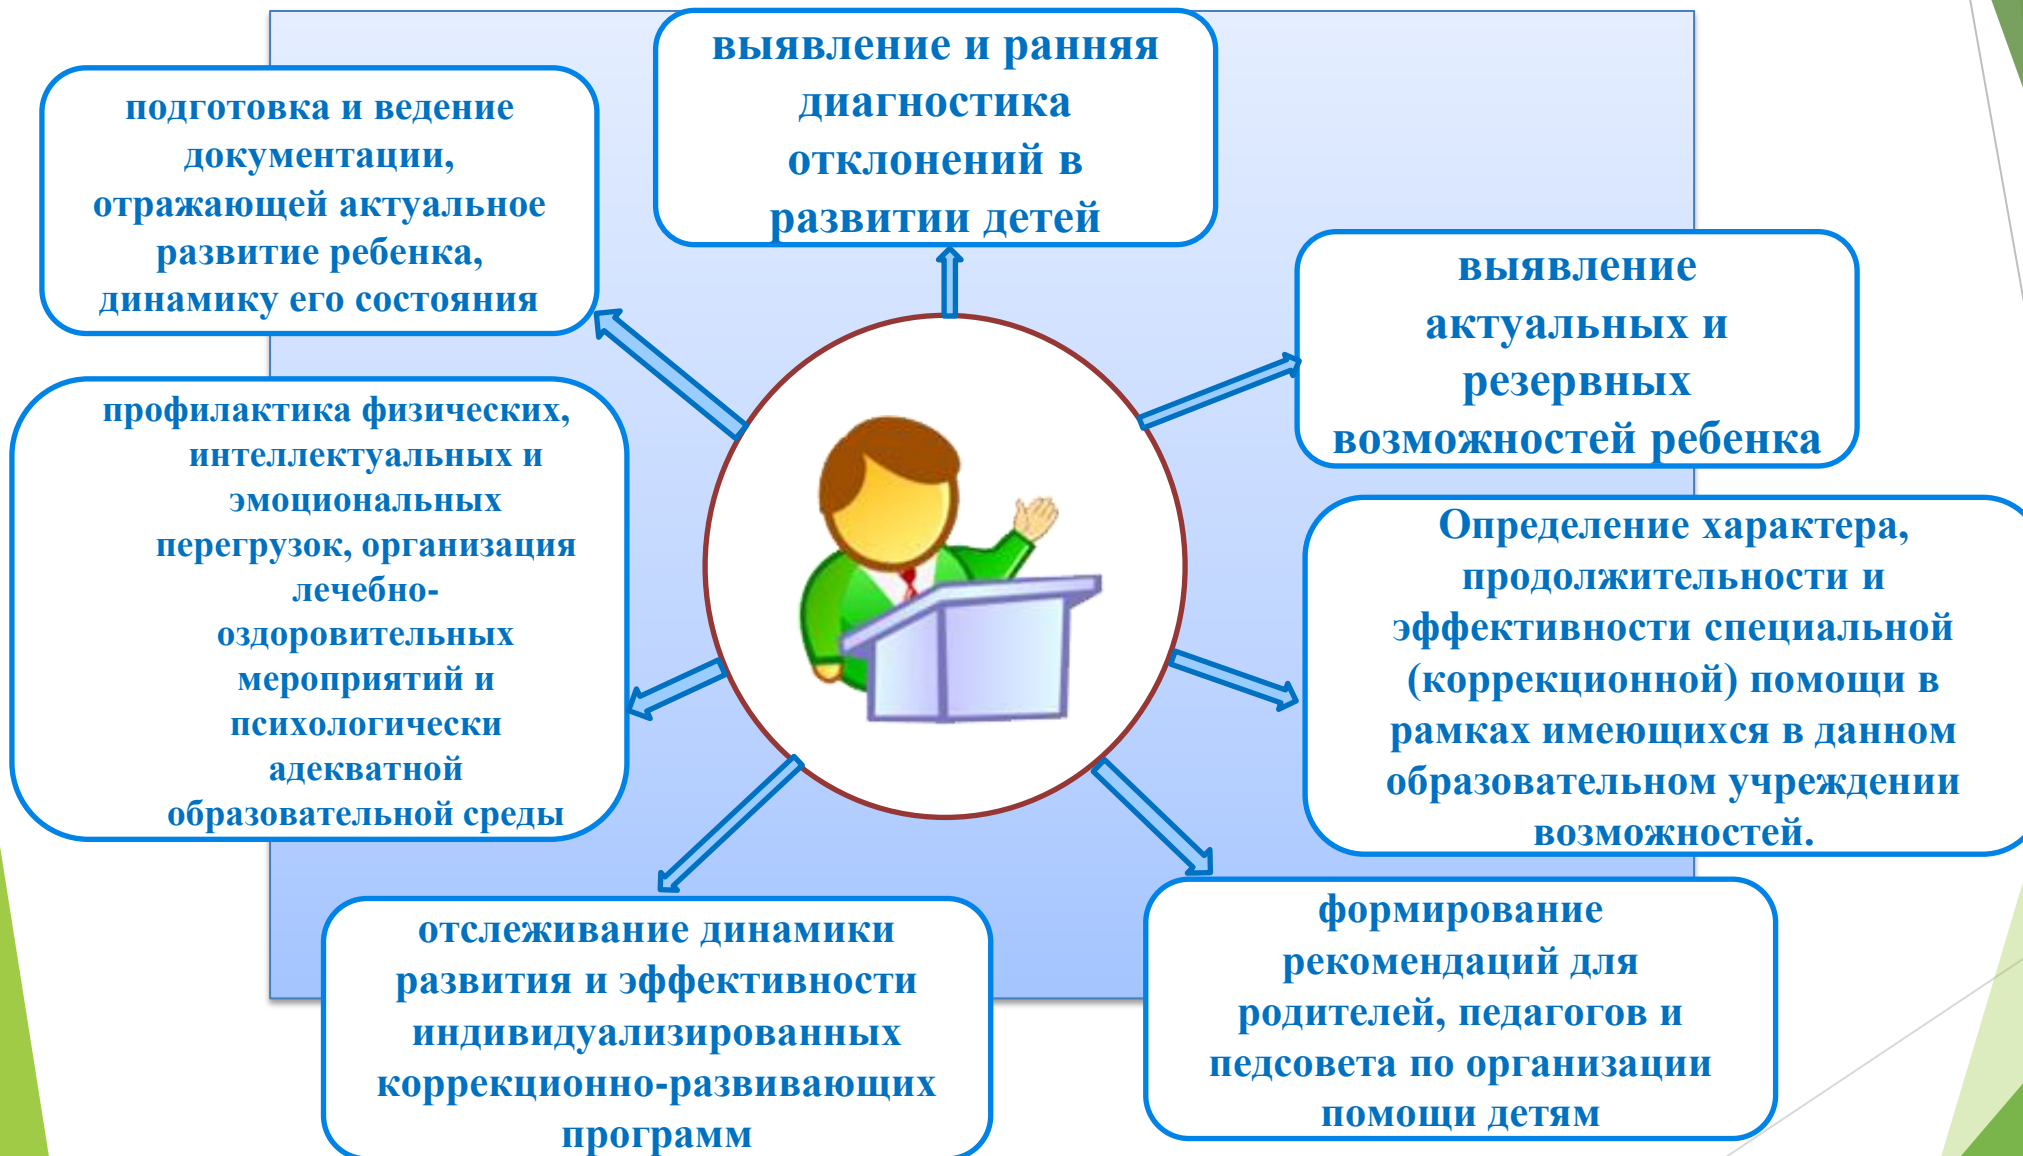 выявление и ранняя
диагностика
отклонений в
развитии детей
подготовка и ведение
документации,
отражающей актуальное
развитие ребенка,
динамику его состояния
выявление
актуальных и
резервных
возможностей ребенка
профилактика физических,
интеллектуальных и
эмоциональных
перегрузок, организация
лечебно-
оздоровительных
мероприятий и
психологически
адекватной
образовательной среды
Определение характера,
продолжительности и
эффективности специальной
(коррекционной) помощи в
рамках имеющихся в данном
образовательном учреждении
возможностей.
отслеживание динамики
развития и эффективности
индивидуализированных
коррекционно-развивающих
программ
формирование
рекомендаций для
родителей, педагогов и
педсовета по организации
помощи детям